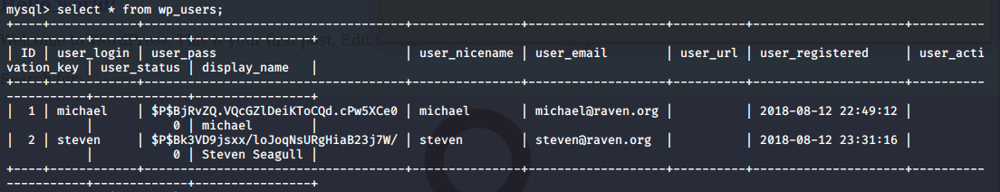 mysql> select * from wp_users;
+----+------------+------------------------------------+---------------+-------------------+----------+---------------------+----------
-----------+-------------+----------------+
| ID | user_login | user_pass                          | user_nicename | user_email        | user_url | user_registered     | user_acti
vation_key | user_status | display_name   |
+----+------------+------------------------------------+---------------+-------------------+----------+---------------------+----------
-----------+-------------+----------------+
|  1 | michael    | $P$BjRvZQ.VQcGZlDeiKToCQd.cPw5XCe0 | michael       | michael@raven.org |          | 2018-08-12 22:49:12 |
           |           0 | michael        |
|  2 | steven     | $P$Bk3VD9jsxx/loJoqNsURgHiaB23j7W/ | steven        | steven@raven.org  |          | 2018-08-12 23:31:16 |
           |           0 | Steven Seagull |
+----+------------+------------------------------------+---------------+-------------------+----------+---------------------+----------
-----------+-------------+----------------+